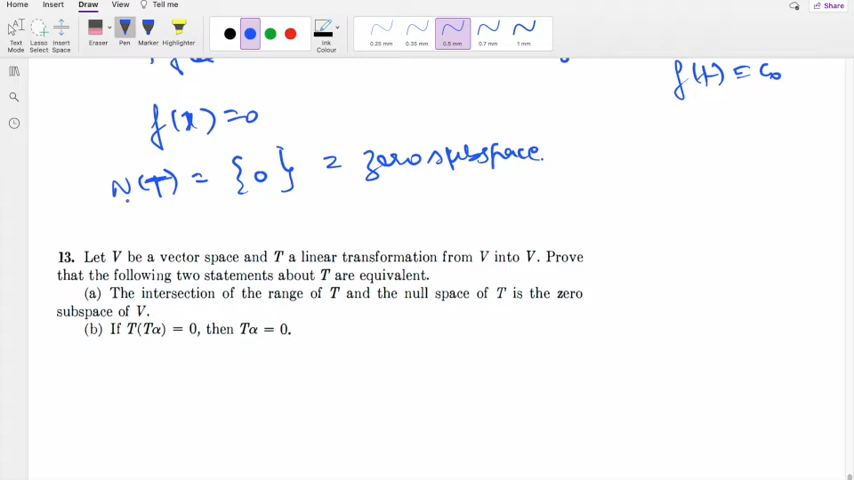 Home Insert Draw View Tell me Share
Text Mode Lasso Select Insert Space Eraser Pen Marker Highlighter Ink Colour 0.25 mm 0.35 mm 0.5 mm 0.7 mm 1 mm
f(t) = C₀
f(x) = 0
N(T) = {0} = zero subspace.
13. Let V be a vector space and T a linear transformation from V into V. Prove
that the following two statements about T are equivalent.
(a) The intersection of the range of T and the null space of T is the zero
subspace of V.
(b) If T(Tα) = 0, then Tα = 0.